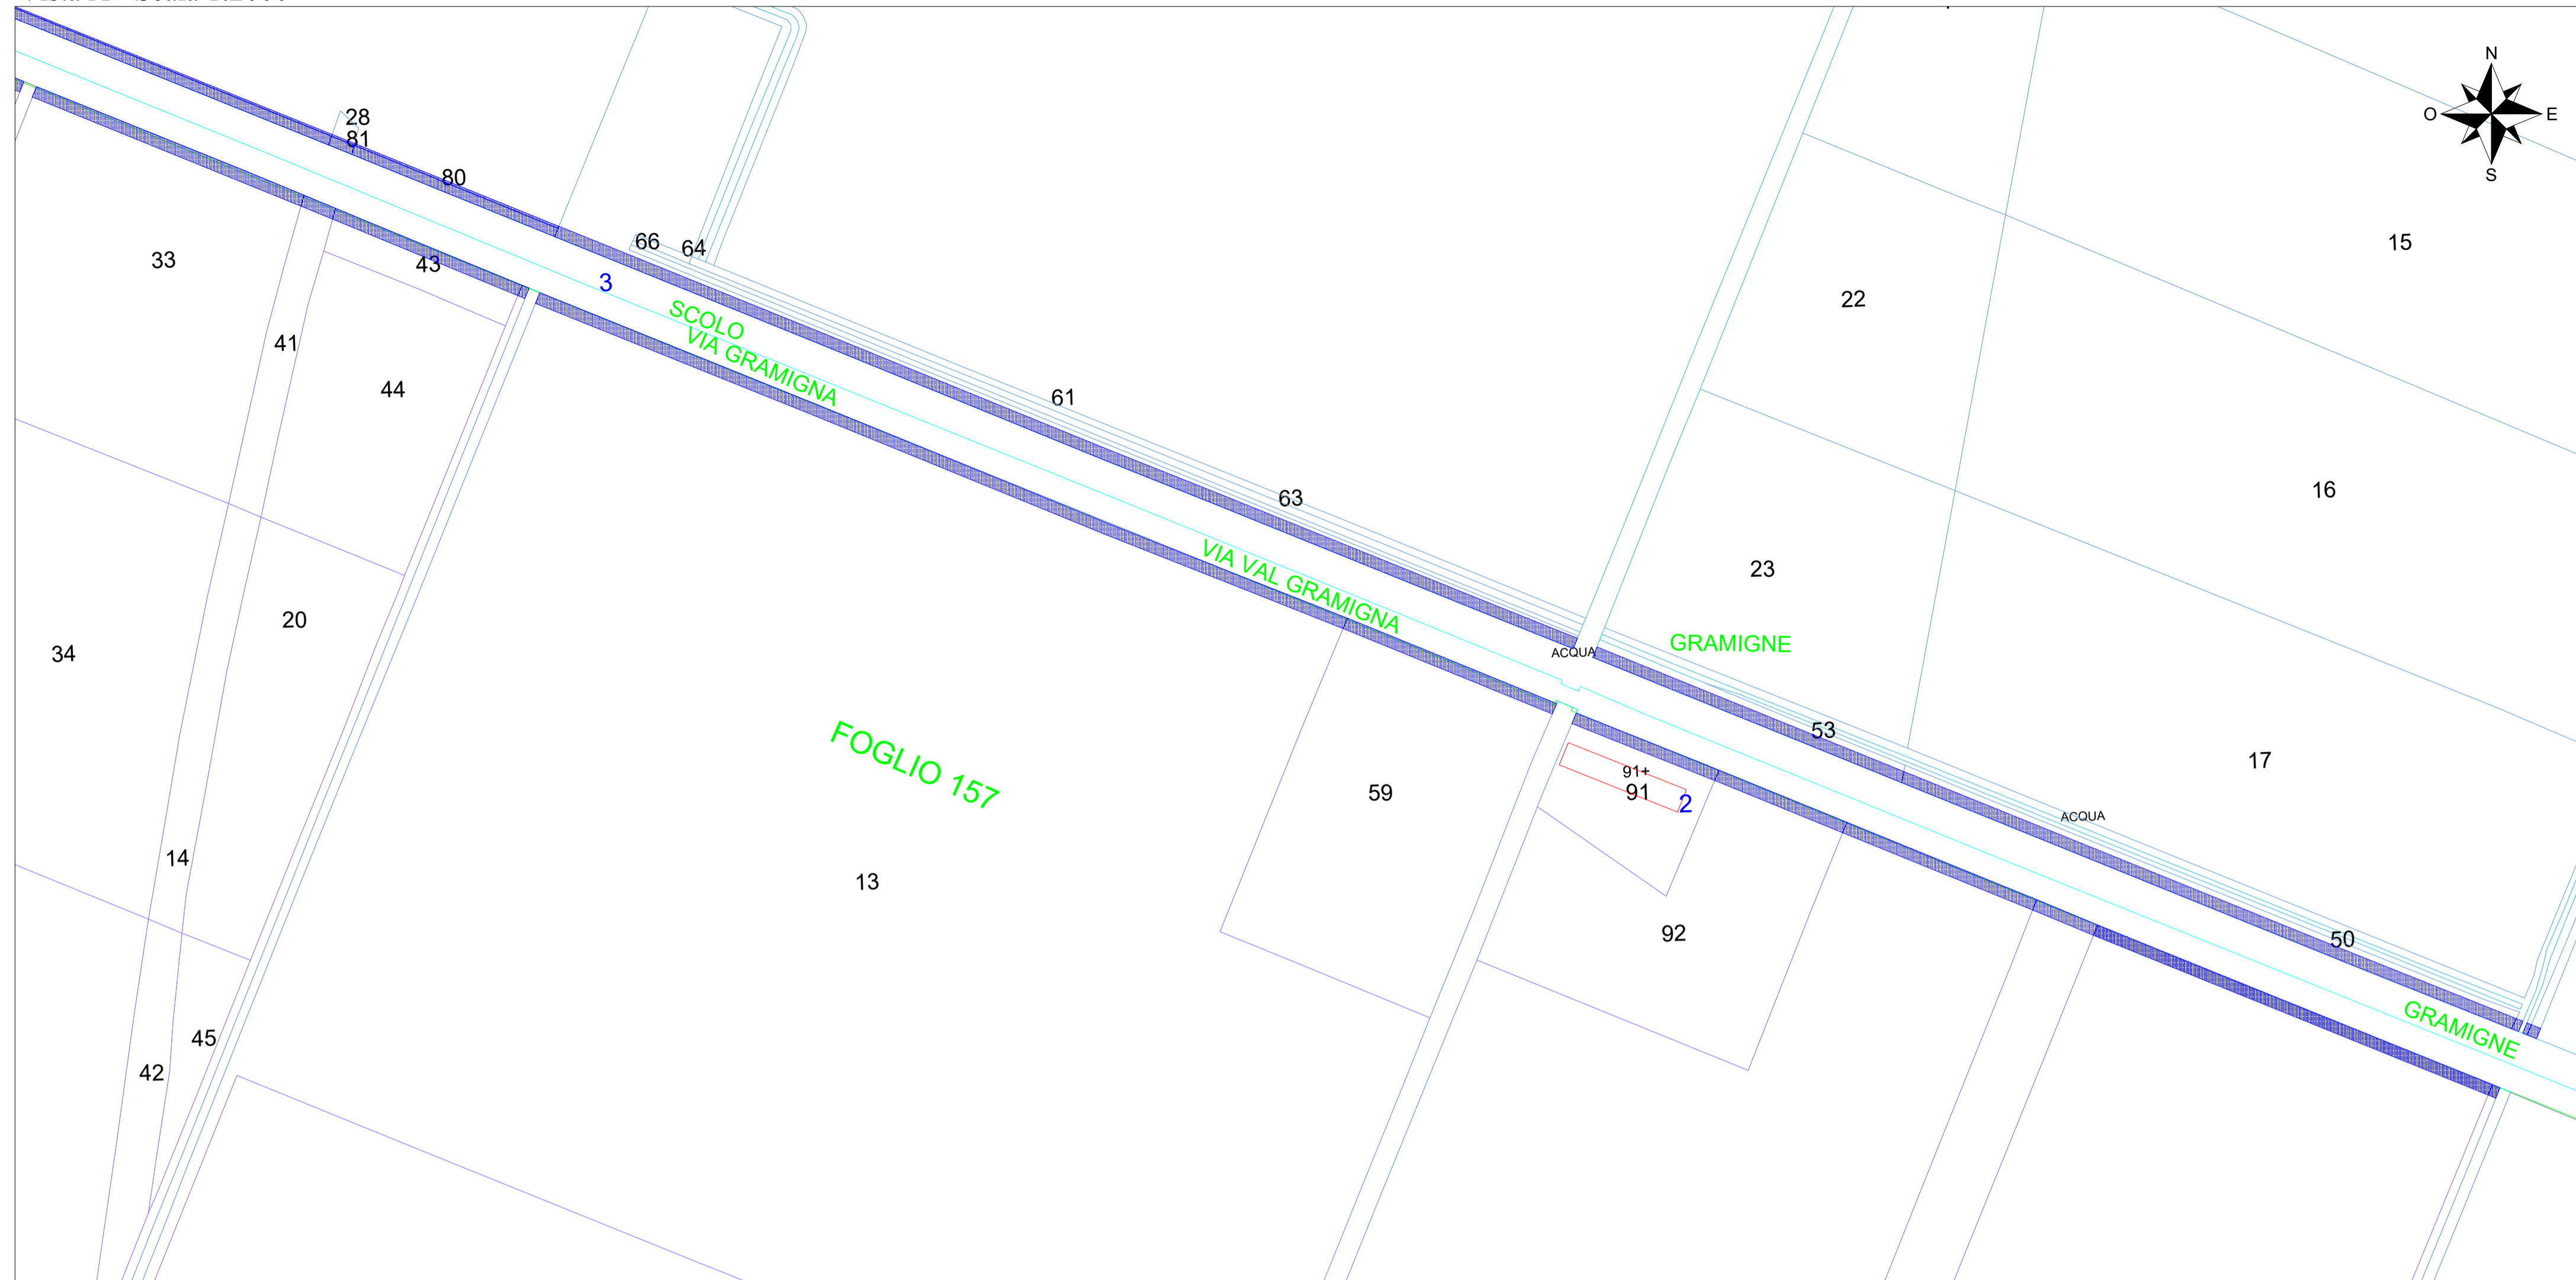 N
O
E
S
28
81
80
15
66
64
33
43
3
22
SCOLO
VIA GRAMIGNA
41
44
61
16
63
VIA VAL GRAMIGNA
23
20
GRAMIGNE
ACQUA
34
53
FOGLIO 157
17
91+
91
2
59
ACQUA
14
13
92
50
GRAMIGNE
45
42